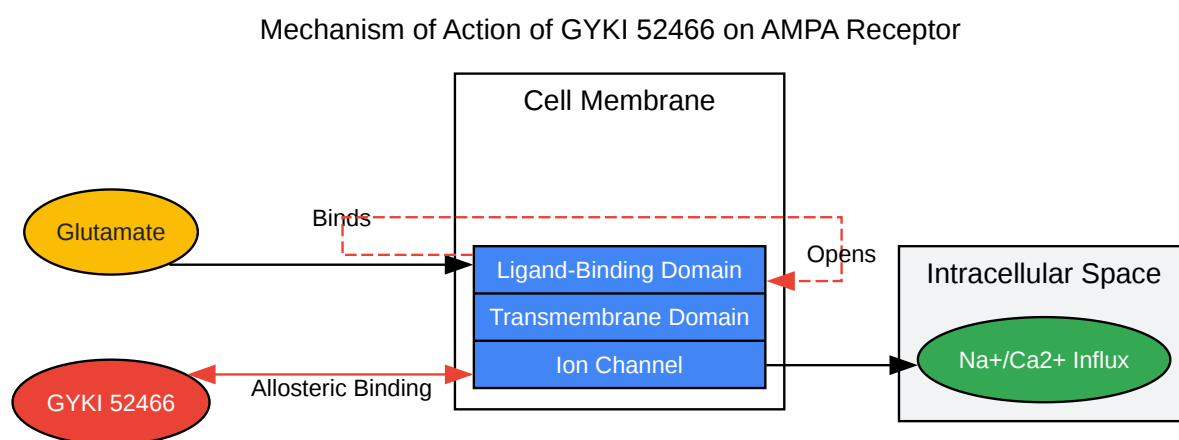 Mechanism of Action of GYKI 52466 on AMPA Receptor
Cell Membrane
Glutamate
Binds
Ligand-Binding Domain
Opens
Transmembrane Domain
Ion Channel
Intracellular Space
Na+/Ca2+ Influx
GYKI 52466
Allosteric Binding